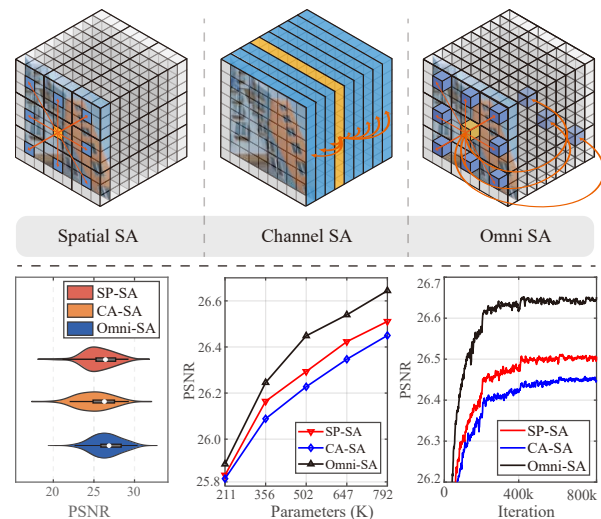 Spatial SA
Channel SA
Omni SA
SP-SA
CA-SA
Omni-SA
20
25
30
PSNR
PSNR
26.6
26.4
26.2
26.0
25.8
211
356
502
647
792
Parameters (K)
SP-SA
CA-SA
Omni-SA
PSNR
26.6
26.5
26.4
26.3
26.2
0
400k
800k
Iteration
SP-SA
CA-SA
Omni-SA